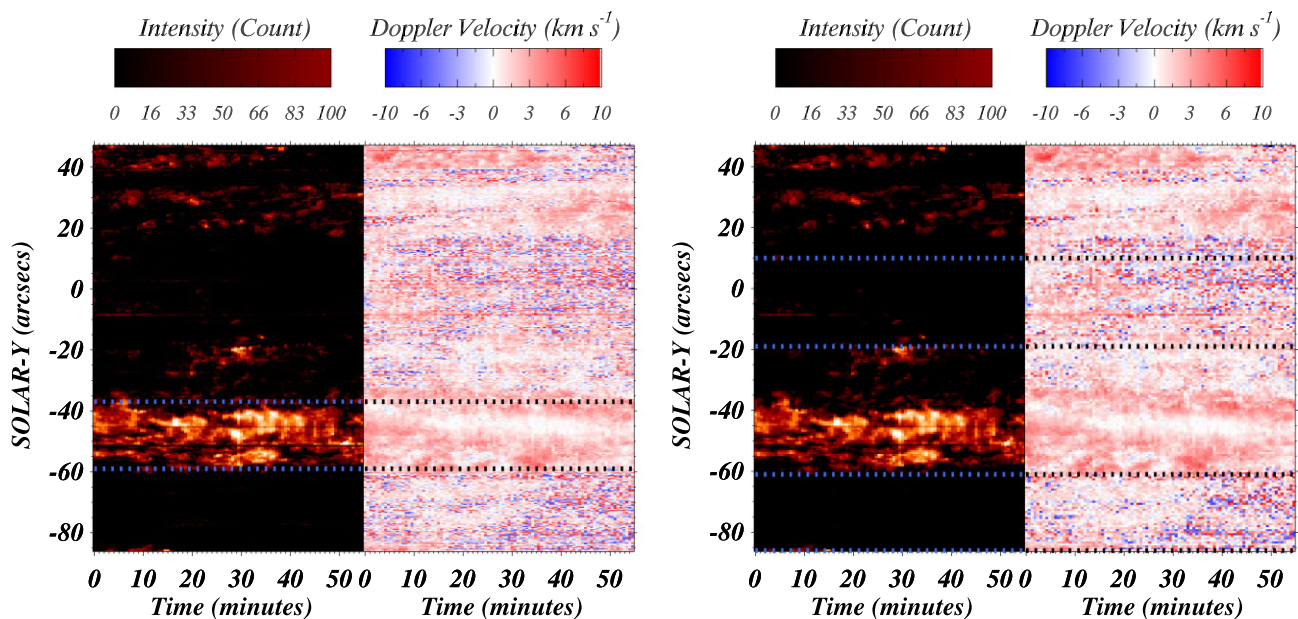 Intensity (Count) Doppler Velocity (km s⁻¹) Intensity (Count) Doppler Velocity (km s⁻¹)
0 16 33 50 66 83 100 -10 -6 -3 0 3 6 10 0 16 33 50 66 83 100 -10 -6 -3 0 3 6 10
SOLAR-Y (arcsecs)
40
20
0
-20
-40
-60
-80
0 10 20 30 40 50 0 10 20 30 40 50
Time (minutes) Time (minutes)
SOLAR-Y (arcsecs)
40
20
0
-20
-40
-60
-80
0 10 20 30 40 50 0 10 20 30 40 50
Time (minutes) Time (minutes)